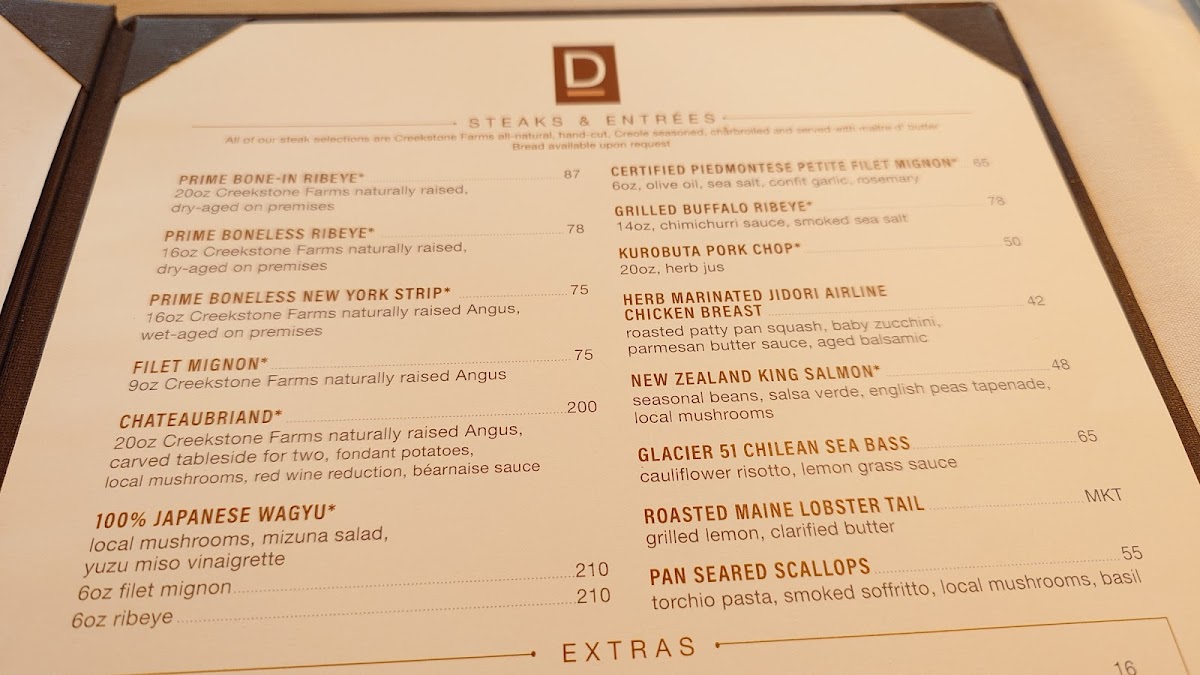 D
STEAKS & ENTRÉES
All of our steak selections are Creekstone Farms all-natural, hand-cut, Creole seasoned, charbroiled and served with maître d' butter
Bread available upon request
PRIME BONE-IN RIBEYE* 87
20oz Creekstone Farms naturally raised,
dry-aged on premises
PRIME BONELESS RIBEYE* 78
16oz Creekstone Farms naturally raised,
dry-aged on premises
PRIME BONELESS NEW YORK STRIP* 75
16oz Creekstone Farms naturally raised Angus,
wet-aged on premises
FILET MIGNON* 75
9oz Creekstone Farms naturally raised Angus
CHATEAUBRIAND* 200
20oz Creekstone Farms naturally raised Angus,
carved tableside for two, fondant potatoes,
local mushrooms, red wine reduction, béarnaise sauce
100% JAPANESE WAGYU*
local mushrooms, mizuna salad,
yuzu miso vinaigrette
6oz filet mignon 210
6oz ribeye 210
CERTIFIED PIEDMONTESE PETITE FILET MIGNON* 65
6oz, olive oil, sea salt, confit garlic, rosemary
GRILLED BUFFALO RIBEYE* 78
14oz, chimichurri sauce, smoked sea salt
KUROBUTA PORK CHOP* 50
20oz, herb jus
HERB MARINATED JIDORI AIRLINE
CHICKEN BREAST 42
roasted patty pan squash, baby zucchini,
parmesan butter sauce, aged balsamic
NEW ZEALAND KING SALMON* 48
seasonal beans, salsa verde, english peas tapenade,
local mushrooms
GLACIER 51 CHILEAN SEA BASS 65
cauliflower risotto, lemon grass sauce
ROASTED MAINE LOBSTER TAIL MKT
grilled lemon, clarified butter
PAN SEARED SCALLOPS 55
torchio pasta, smoked soffritto, local mushrooms, basil
EXTRAS
16